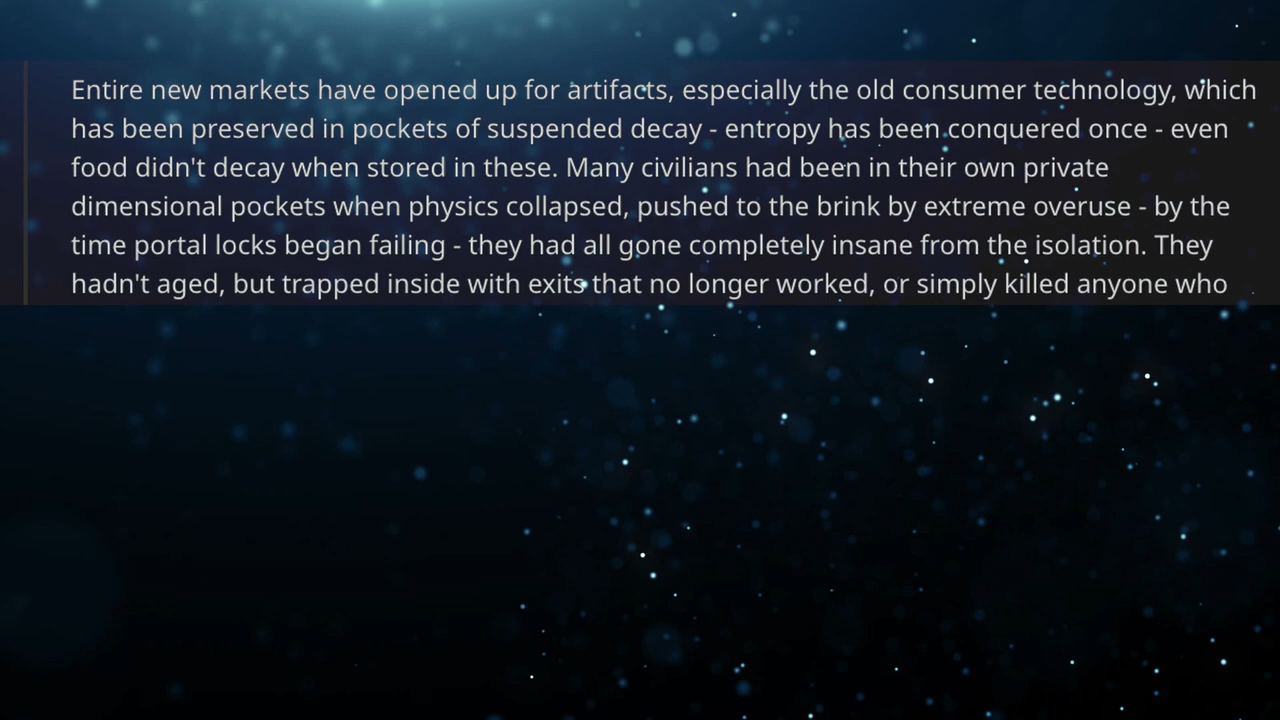 Entire new markets have opened up for artifacts, especially the old consumer technology, which
has been preserved in pockets of suspended decay - entropy has been conquered once - even
food didn't decay when stored in these. Many civilians had been in their own private
dimensional pockets when physics collapsed, pushed to the brink by extreme overuse - by the
time portal locks began failing - they had all gone completely insane from the isolation. They
hadn't aged, but trapped inside with exits that no longer worked, or simply killed anyone who